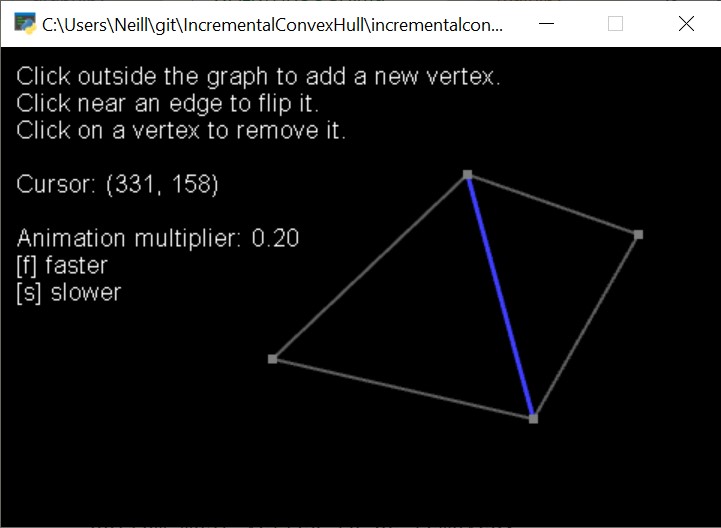 C:\Users\Neill\git\IncrementalConvexHull\incrementalcon...
Click outside the graph to add a new vertex.
Click near an edge to flip it.
Click on a vertex to remove it.
Cursor: (331, 158)
Animation multiplier: 0.20
[f] faster
[s] slower